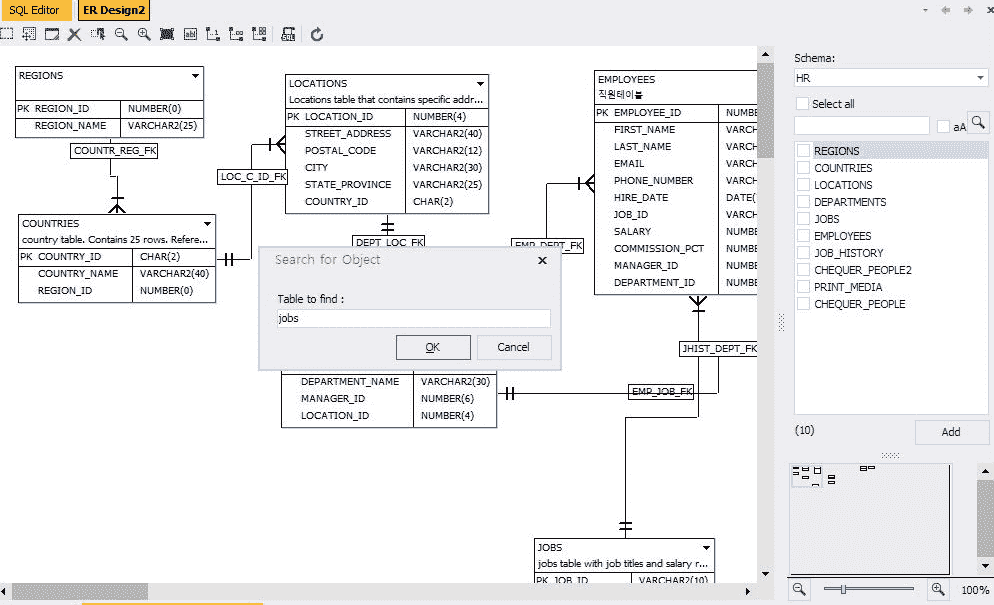 SQL Editor
ER Design2
REGIONS
PK REGION_ID NUMBER(0)
REGION_NAME VARCHAR2(25)
COUNTR_REG_FK
COUNTRIES
country table. Contains 25 rows. Refere...
PK COUNTRY_ID CHAR(2)
COUNTRY_NAME VARCHAR2(40)
REGION_ID NUMBER(0)
LOC_C_ID_FK
LOCATIONS
Locations table that contains specific addr...
PK LOCATION_ID NUMBER(4)
STREET_ADDRESS VARCHAR2(40)
POSTAL_CODE VARCHAR2(12)
CITY VARCHAR2(30)
STATE_PROVINCE VARCHAR2(25)
COUNTRY_ID CHAR(2)
DEPT_LOC_FK
EMP_DEPT_FK
EMPLOYEES
직원테이블
PK EMPLOYEE_ID NUMBE
FIRST_NAME VARCH
LAST_NAME VARCH
EMAIL VARCH
PHONE_NUMBER VARCH
HIRE_DATE DATE(
JOB_ID VARCH
SALARY NUMBE
COMMISSION_PCT NUMBE
MANAGER_ID NUMBE
DEPARTMENT_ID NUMBE
Search for Object
Table to find :
jobs
OK
Cancel
DEPARTMENT_NAME VARCHAR2(30)
MANAGER_ID NUMBER(6)
LOCATION_ID NUMBER(4)
JHIST_DEPT_FK
EMP_JOB_FK
JOBS
jobs table with job titles and salary r...
PK JOB_ID VARCHAR2(10)
Schema:
HR
Select all
aA
REGIONS
COUNTRIES
LOCATIONS
DEPARTMENTS
JOBS
EMPLOYEES
JOB_HISTORY
CHEQUER_PEOPLE2
PRINT_MEDIA
CHEQUER_PEOPLE
(10)
Add
100%